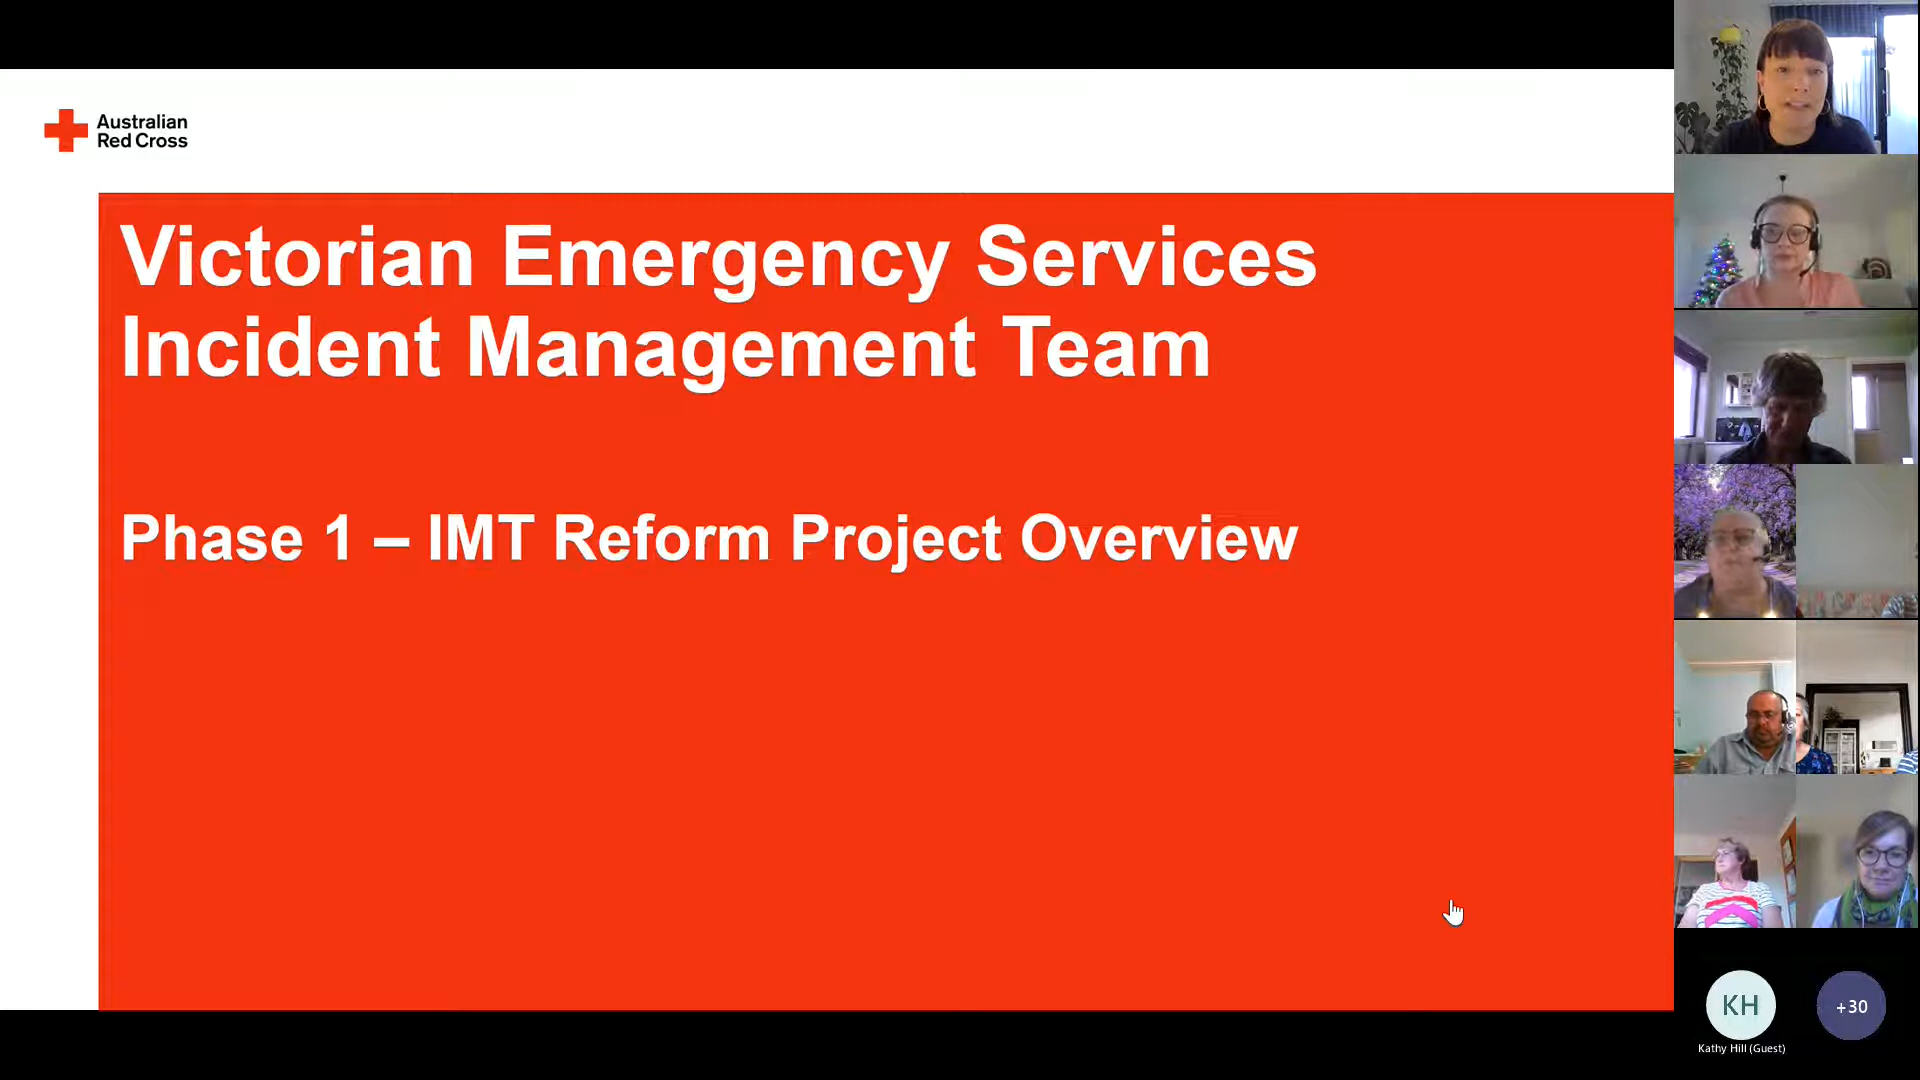 Australian
Red Cross
Victorian Emergency Services
Incident Management Team
Phase 1 – IMT Reform Project Overview
KH
+30
Kathy Hill (Guest)